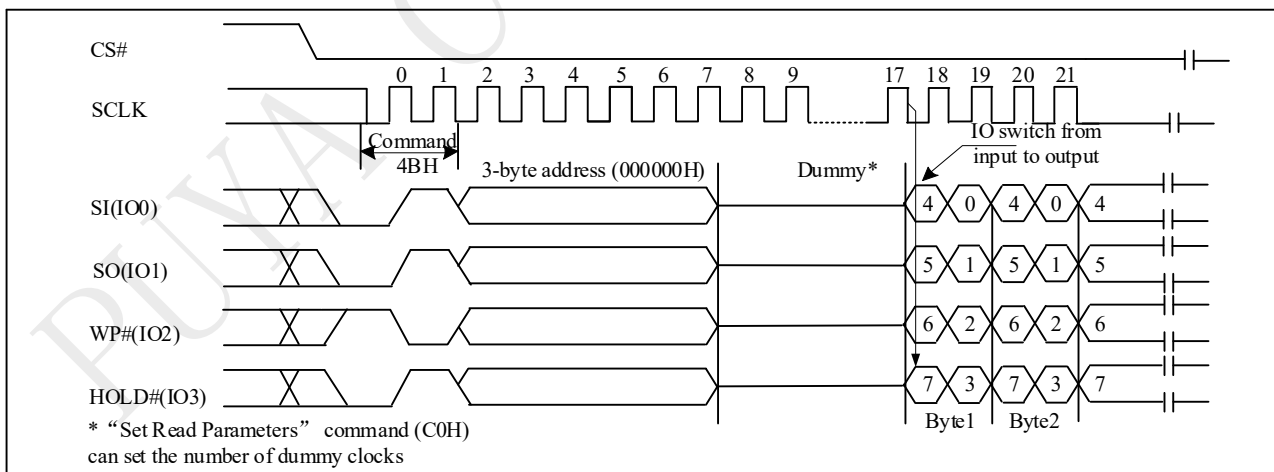 CS#
0 1 2 3 4 5 6 7 8 9 17 18 19 20 21
SCLK
Command
4BH
IO switch from
input to output
3-byte address (000000H)
Dummy*
SI(IO0)
4 0 4 0 4
SO(IO1)
5 1 5 1 5
WP#(IO2)
6 2 6 2 6
HOLD#(IO3)
7 3 7 3 7
Byte1 Byte2
* “Set Read Parameters” command (C0H)
can set the number of dummy clocks
PUYA